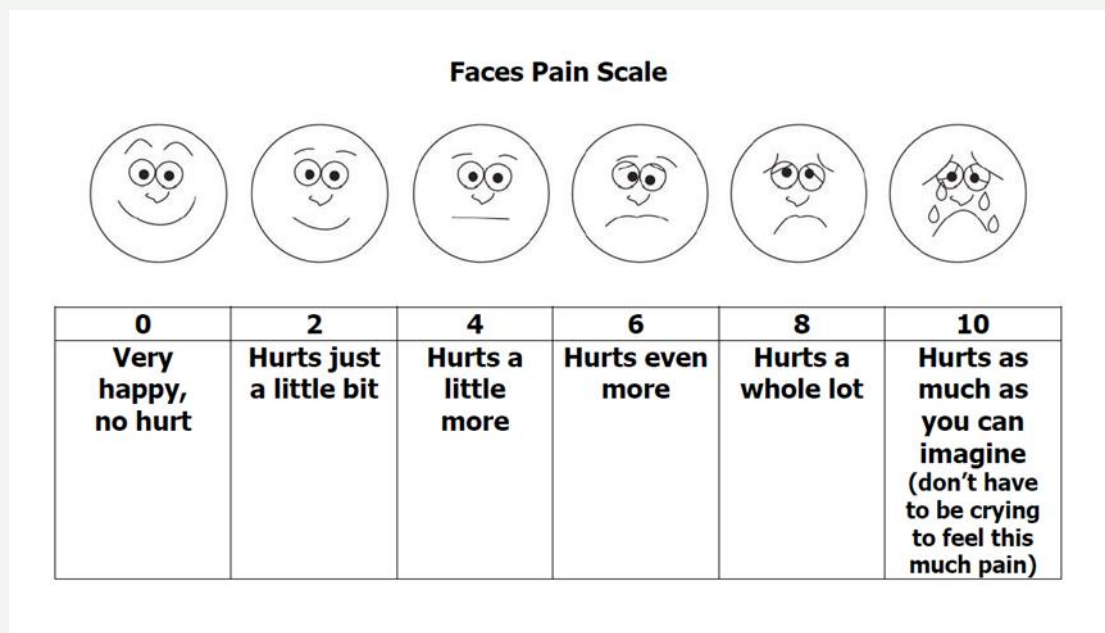 Faces Pain Scale
0 2 4 6 8 10
Very
happy,
no hurt
Hurts just
a little bit
Hurts a
little
more
Hurts even
more
Hurts a
whole lot
Hurts as
much as
you can
imagine
(don’t have
to be crying
to feel this
much pain)